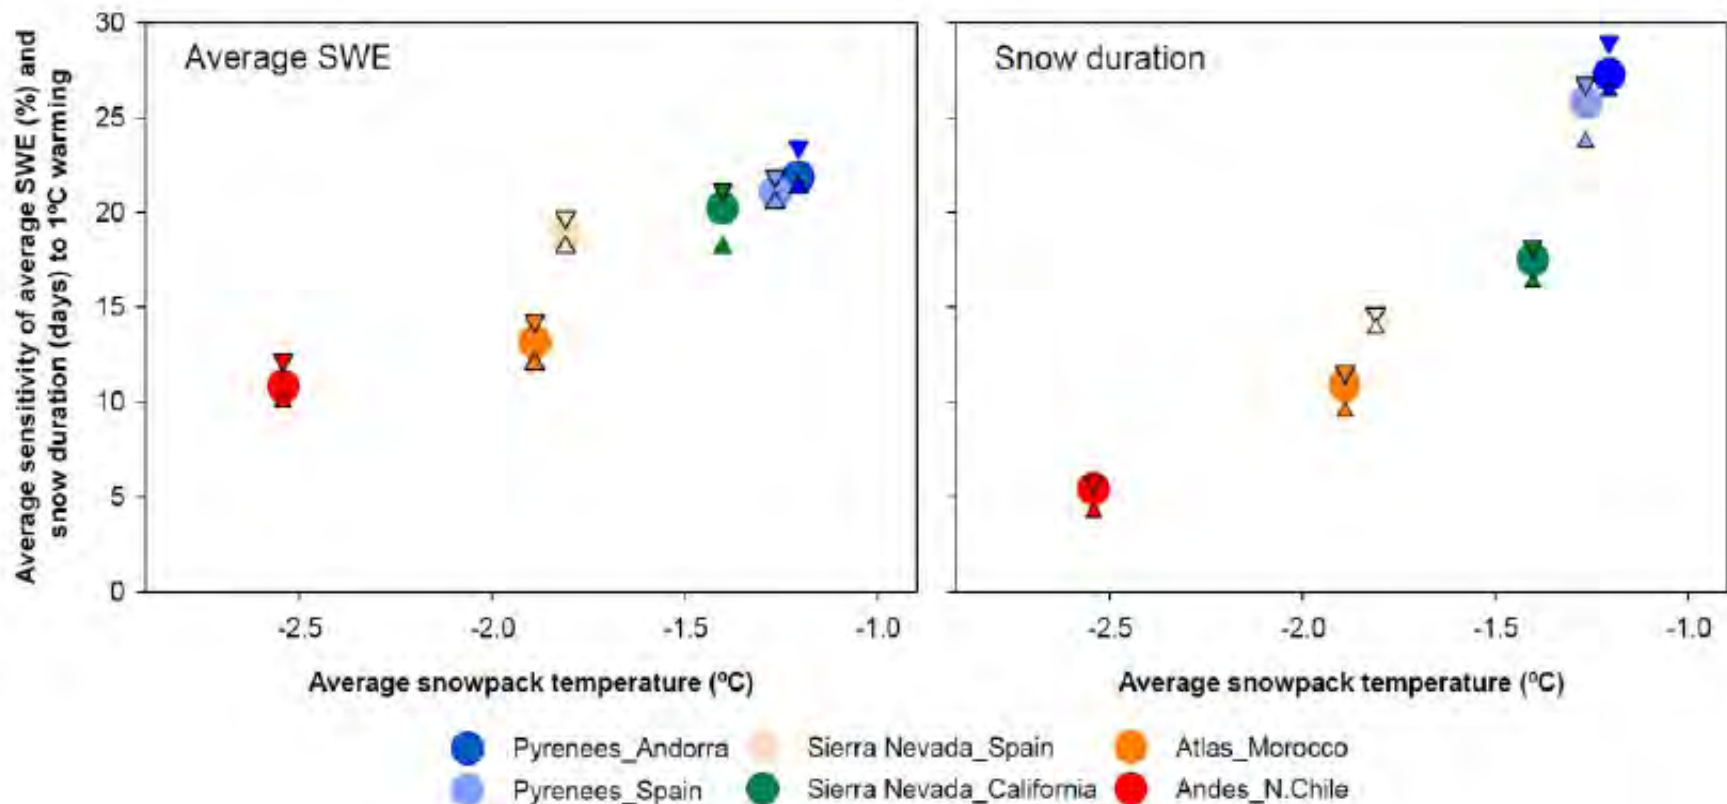 Average sensitivity of average SWE (%) and
snow duration (days) to 1ºC warming
30
25
20
15
10
5
0
Average SWE
Snow duration
-2.5
-2.0
-1.5
-1.0
-2.5
-2.0
-1.5
-1.0
Average snowpack temperature (ºC)
Average snowpack temperature (ºC)
Pyrenees_Andorra
Sierra Nevada_Spain
Atlas_Morocco
Pyrenees_Spain
Sierra Nevada_California
Andes_N.Chile